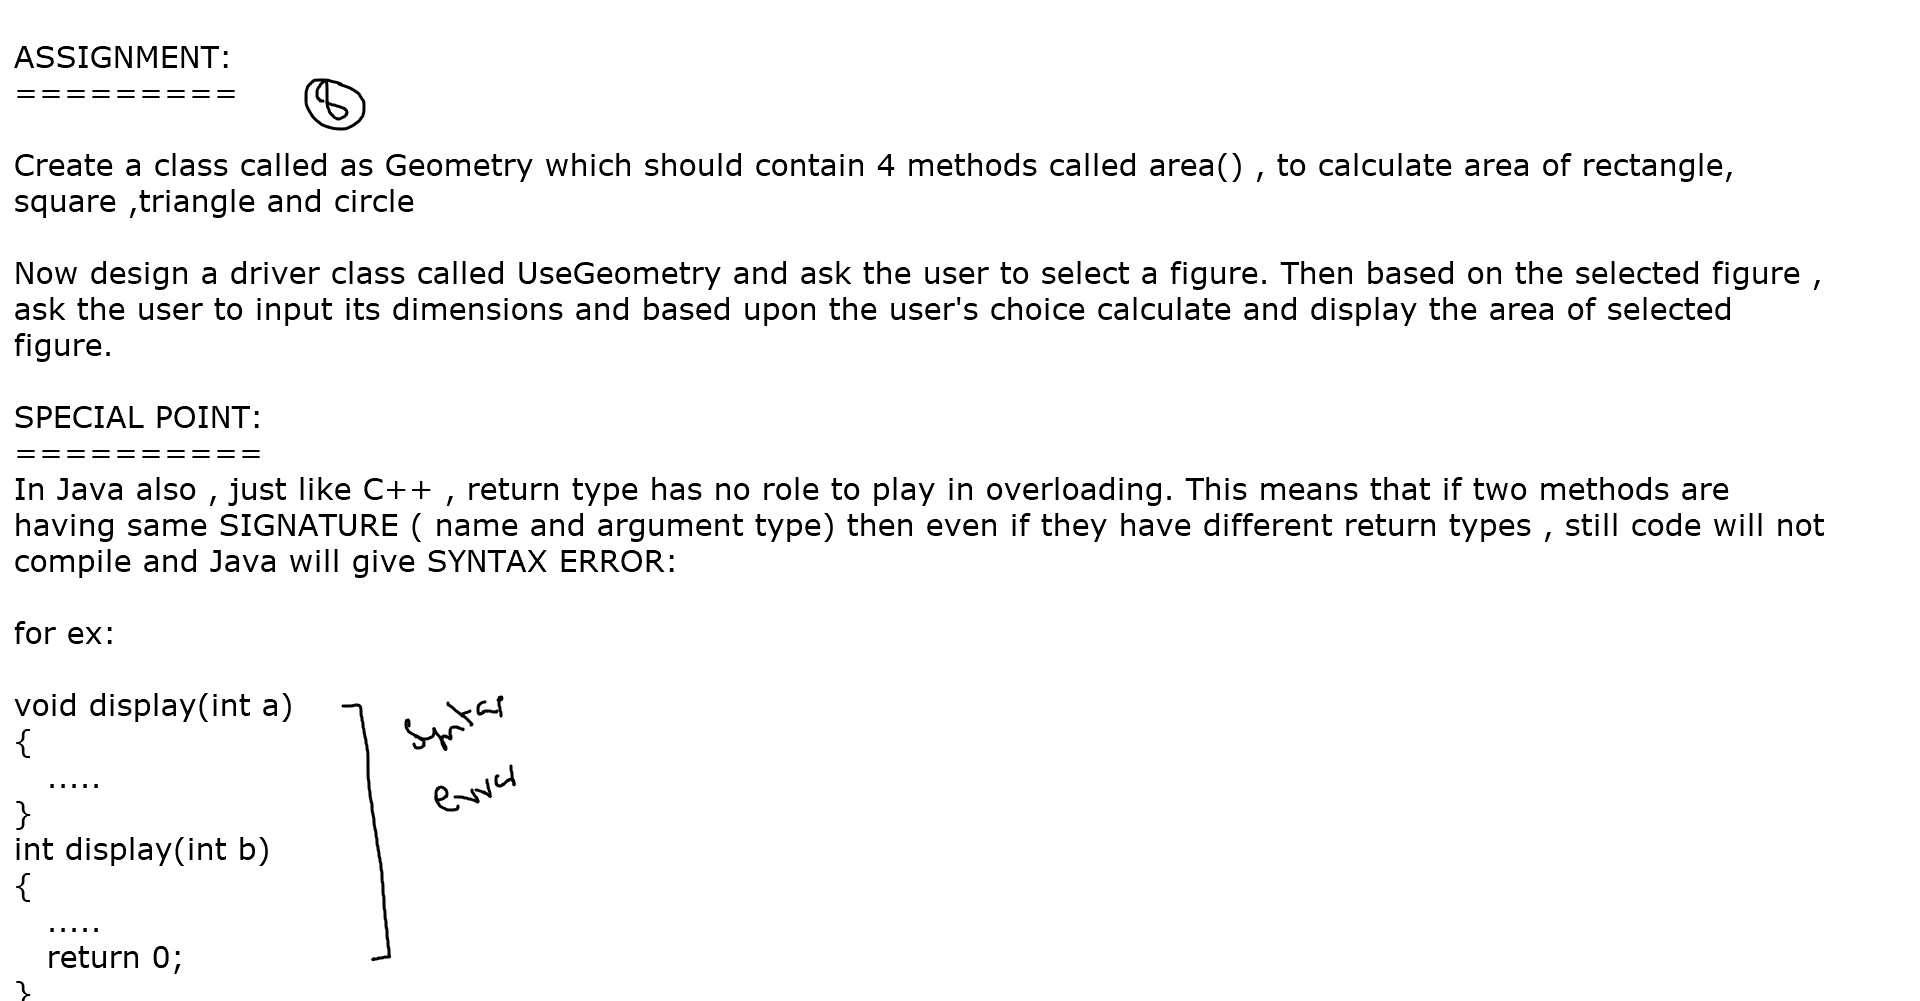 ASSIGNMENT:
=========
8
Create a class called as Geometry which should contain 4 methods called area() , to calculate area of rectangle,
square ,triangle and circle
Now design a driver class called UseGeometry and ask the user to select a figure. Then based on the selected figure ,
ask the user to input its dimensions and based upon the user's choice calculate and display the area of selected
figure.
SPECIAL POINT:
==========
In Java also , just like C++ , return type has no role to play in overloading. This means that if two methods are
having same SIGNATURE ( name and argument type) then even if they have different return types , still code will not
compile and Java will give SYNTAX ERROR:
for ex:
void display(int a)
{
.....
}
int display(int b)
{
.....
return 0;
}
Syntax
error